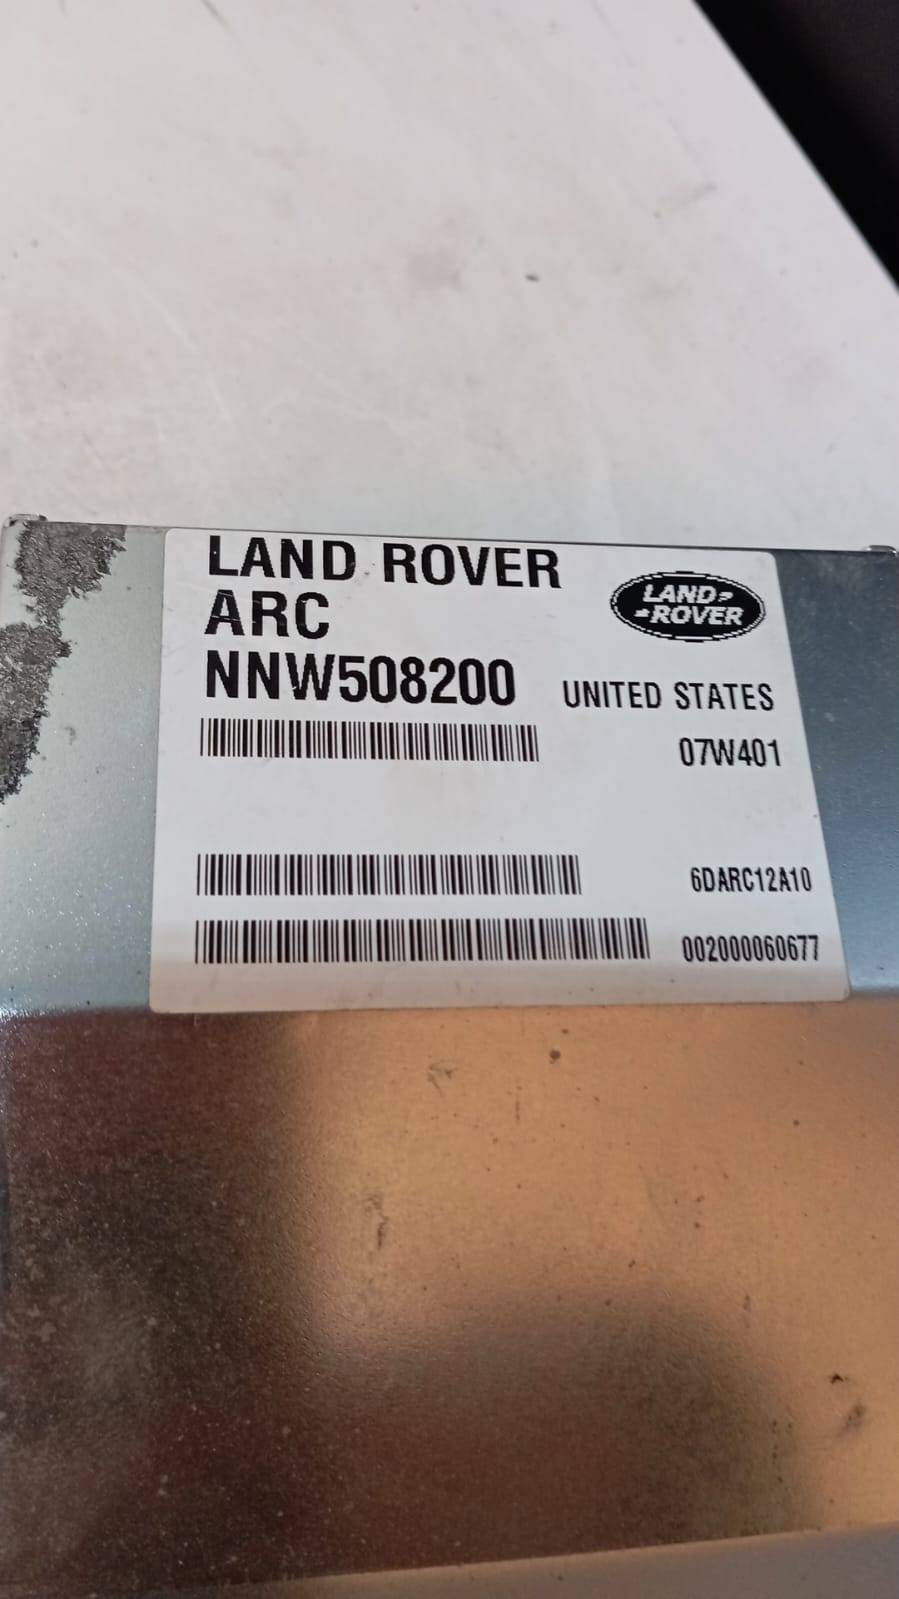 LAND ROVER
ARC
LAND
ROVER
NNW508200
UNITED STATES
07W401
6DARC12A10
002000060677